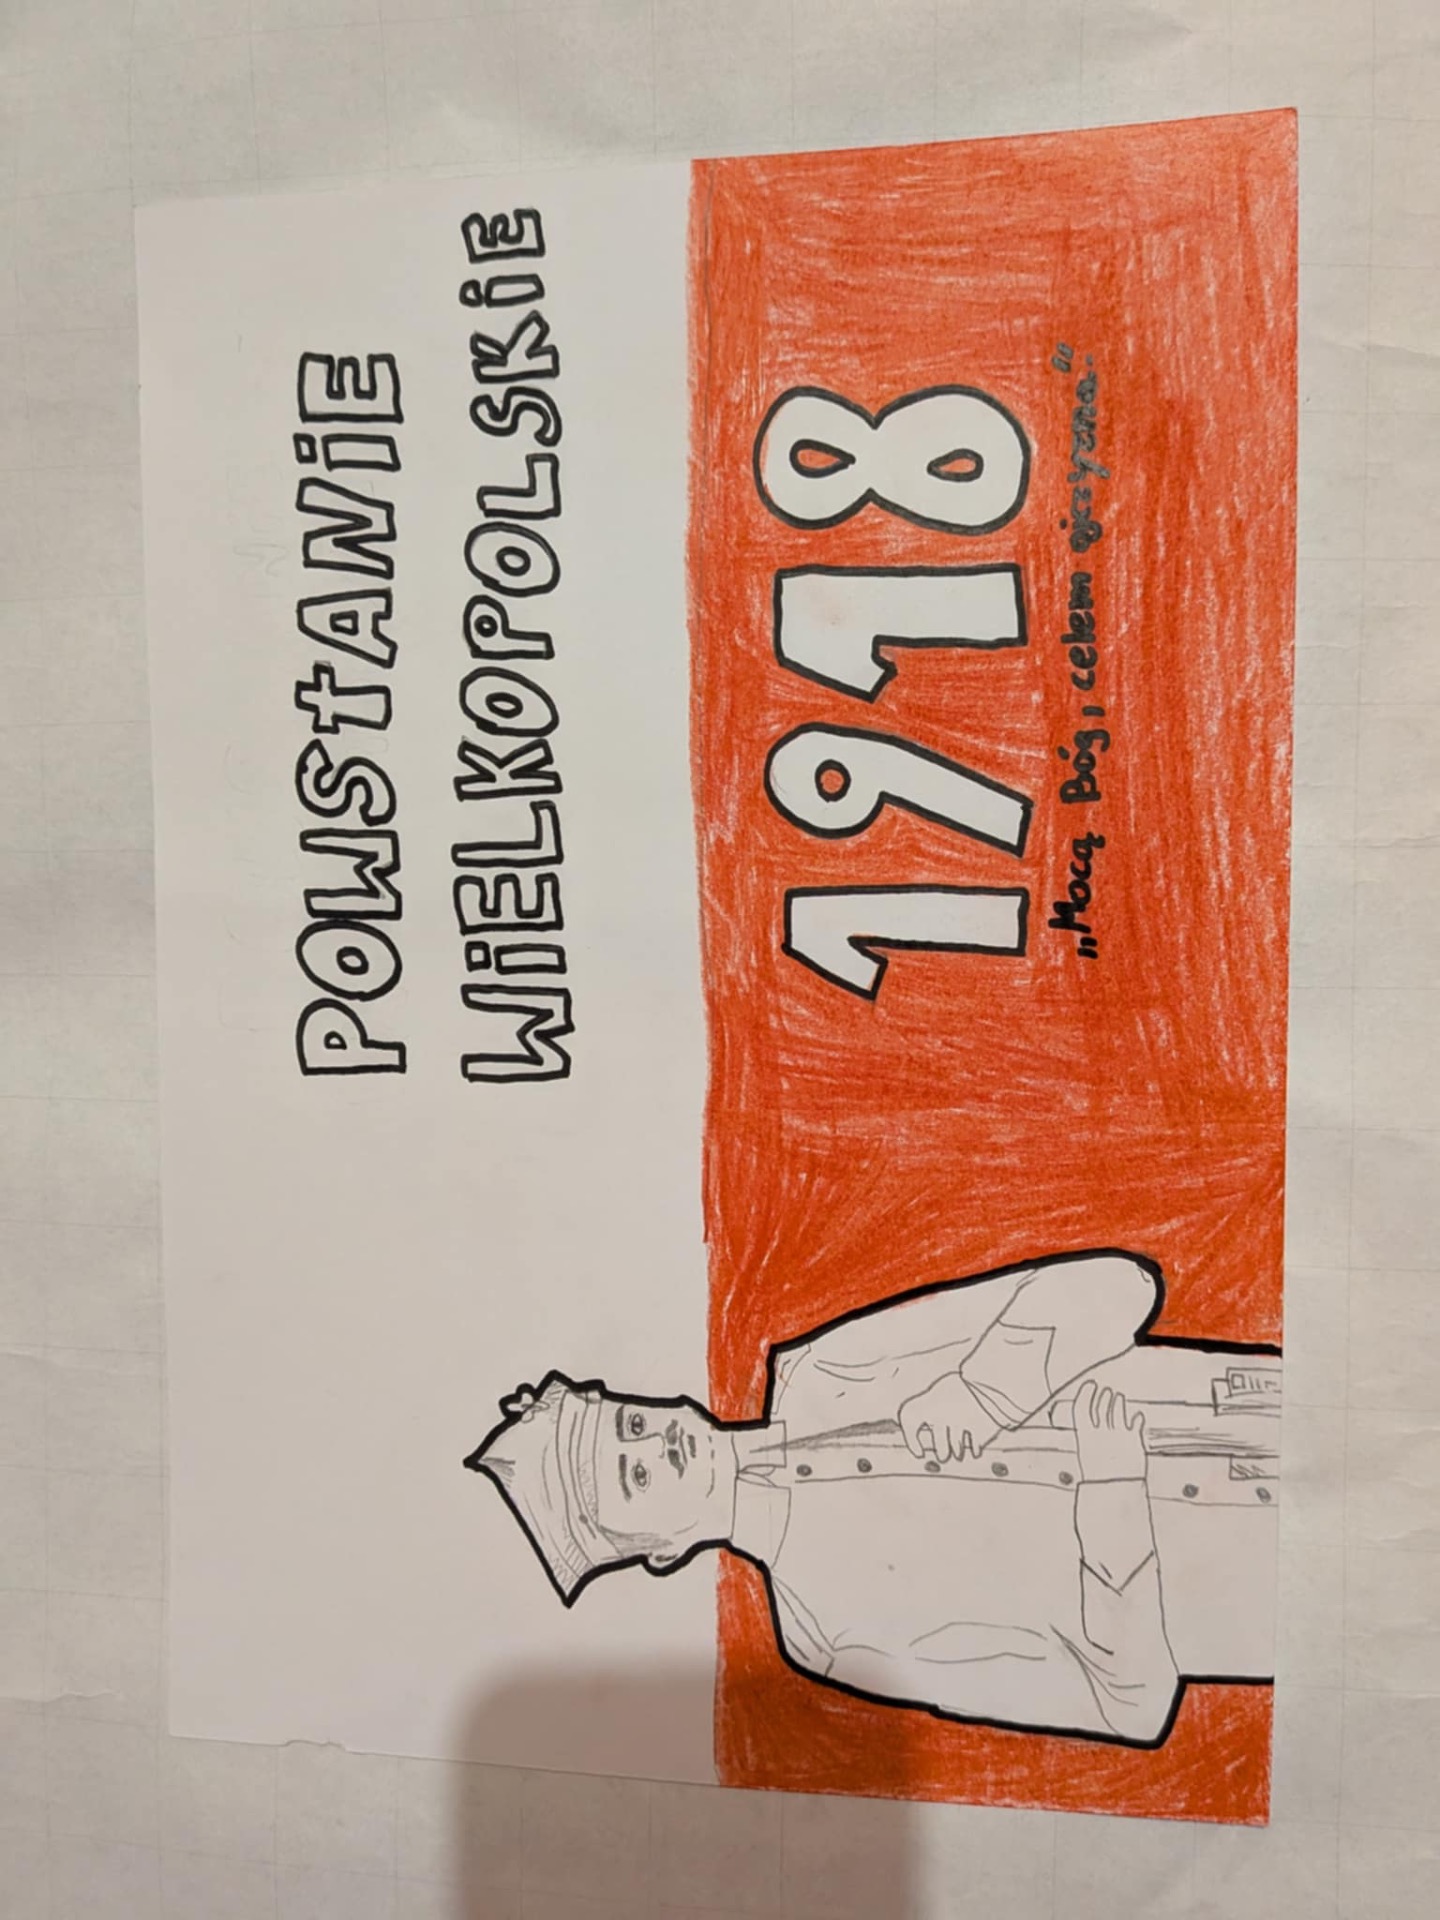 POWStANiE
WiELKOPOLSKiE
1918
„Mocą Bóg, celem ojczyzna."